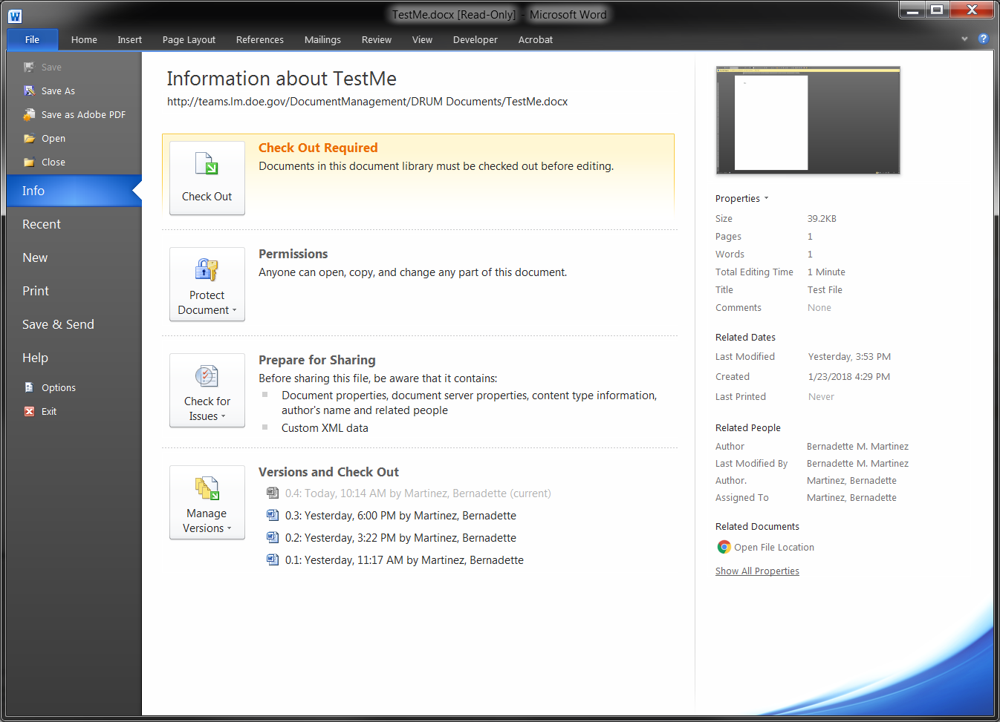 TestMe.docx [Read-Only] - Microsoft Word
File Home Insert Page Layout References Mailings Review View Developer Acrobat
Save
Save As
Save as Adobe PDF
Open
Close
Info
Recent
New
Print
Save & Send
Help
Options
Exit
Information about TestMe
http://teams.lm.doe.gov/DocumentManagement/DRUM Documents/TestMe.docx
Check Out
Check Out Required
Documents in this document library must be checked out before editing.
Protect
Document
Permissions
Anyone can open, copy, and change any part of this document.
Check for
Issues
Prepare for Sharing
Before sharing this file, be aware that it contains:
Document properties, document server properties, content type information,
author's name and related people
Custom XML data
Manage
Versions
Versions and Check Out
0.4: Today, 10:14 AM by Martinez, Bernadette (current)
0.3: Yesterday, 6:00 PM by Martinez, Bernadette
0.2: Yesterday, 3:22 PM by Martinez, Bernadette
0.1: Yesterday, 11:17 AM by Martinez, Bernadette
Properties
Size 39.2KB
Pages 1
Words 1
Total Editing Time 1 Minute
Title Test File
Comments None
Related Dates
Last Modified Yesterday, 3:53 PM
Created 1/23/2018 4:29 PM
Last Printed Never
Related People
Author Bernadette M. Martinez
Last Modified By Bernadette M. Martinez
Author. Martinez, Bernadette
Assigned To Martinez, Bernadette
Related Documents
Open File Location
Show All Properties